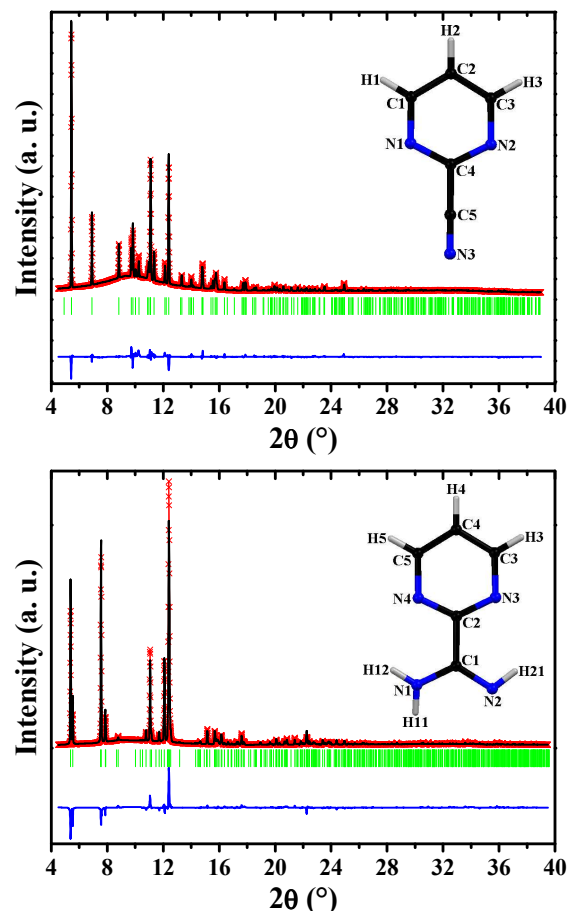 Intensity (a. u.)
H2
H1
H3
C2
C1
C3
N1
N2
C4
C5
N3
4 8 12 16 20 24 28 32 36 40
2θ (°)
Intensity (a. u.)
H4
H5
H3
C4
C5
C3
N4
N3
C2
H12
C1
H21
N1
N2
H11
4 8 12 16 20 24 28 32 36 40
2θ (°)